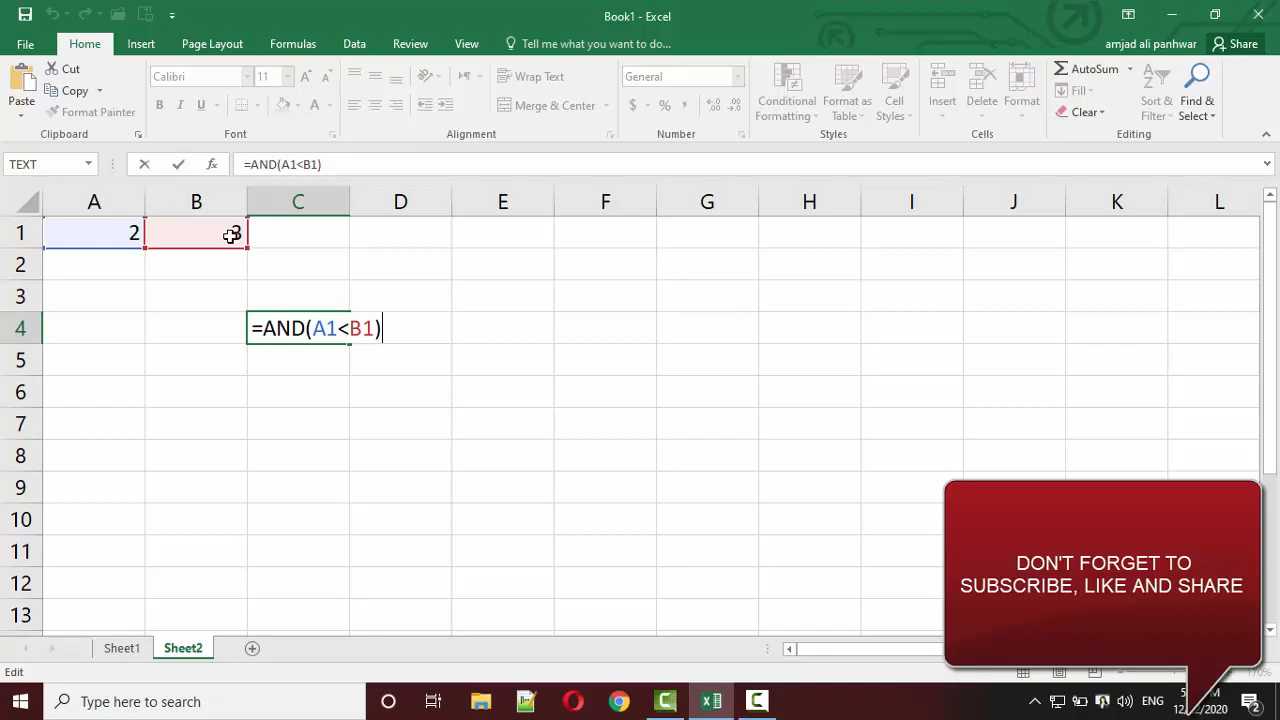 Book1 - Excel
File Home Insert Page Layout Formulas Data Review View Tell me what you want to do... amjad ali panhwar Share
Paste
Cut
Copy
Format Painter
Clipboard
Calibri 11
B I U
A
Font
Wrap Text
Merge & Center
Alignment
General
$ % ,
Number
Conditional Formatting
Format as Table
Cell Styles
Styles
Insert Delete Format
Cells
AutoSum
Fill
Clear
Sort & Filter
Find & Select
Editing
TEXT fx =AND(A1<B1)
A B C D E F G H I J K L
1 2 3
2
3
4 =AND(A1<B1)
5
6
7
8
9
10
11
12
13
DON'T FORGET TO
SUBSCRIBE, LIKE AND SHARE
Sheet1 Sheet2
Edit
Type here to search
ENG
2